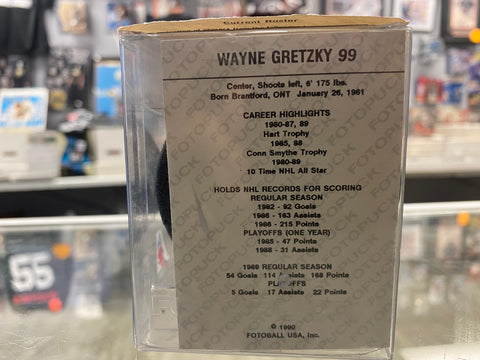 Current Roster
WAYNE GRETZKY 99
Center, Shoots left, 6' 175 lbs.
Born Brantford, ONT January 26, 1961
CAREER HIGHLIGHTS
1980-87, 89
Hart Trophy
1985, 88
Conn Smythe Trophy
1980-89
10 Time NHL All Star
HOLDS NHL RECORDS FOR SCORING
REGULAR SEASON
1982 - 92 Goals
1986 - 163 Assists
1986 - 215 Points
PLAYOFFS (ONE YEAR)
1985 - 47 Points
1988 - 31 Assists
1989 REGULAR SEASON
54 Goals 114 Assists 168 Points
PLAYOFFS
5 Goals 17 Assists 22 Points
© 1990
FOTOBALL USA, Inc.
FOTOPUCK
55